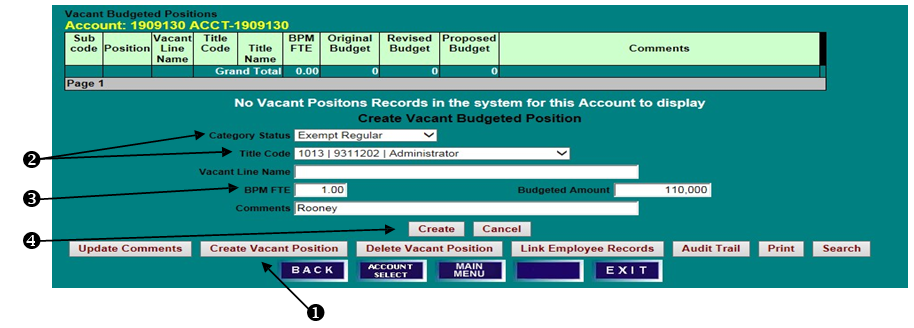 Vacant Budgeted Positions
Account: 1909130 ACCT-1909130
Sub code Position Vacant Line Name Title Code Title Name BPM FTE Original Budget Revised Budget Proposed Budget Comments
Grand Total 0.00 0 0 0
Page 1
No Vacant Positons Records in the system for this Account to display
Create Vacant Budgeted Position
Category Status Exempt Regular
❷ Title Code 1013 | 9311202 | Administrator
Vacant Line Name
❸ BPM FTE 1.00 Budgeted Amount 110,000
Comments Rooney
❹ Create Cancel
Update Comments Create Vacant Position Delete Vacant Position Link Employee Records Audit Trail Print Search
BACK ACCOUNT SELECT MAIN MENU EXIT
❶